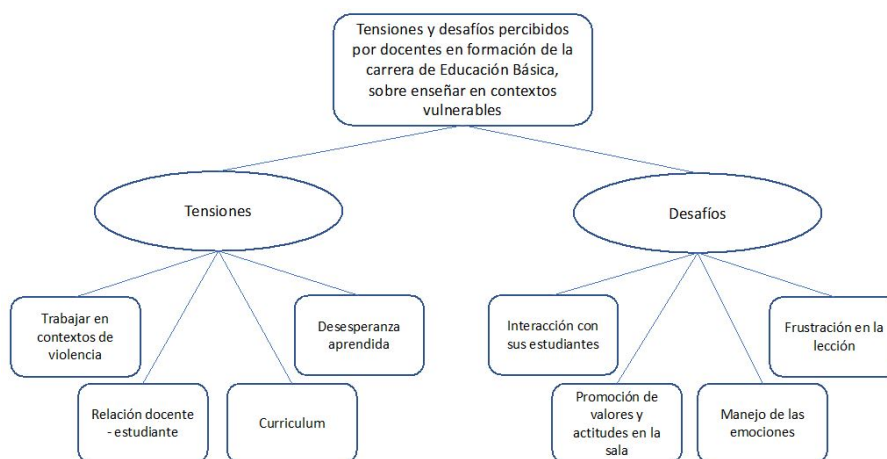 Tensiones y desafíos percibidos
por docentes en formación de la
carrera de Educación Básica,
sobre enseñar en contextos
vulnerables
Tensiones
Desafíos
Trabajar en
contextos de
violencia
Relación docente
- estudiante
Curriculum
Desesperanza
aprendida
Interacción con
sus estudiantes
Promoción de
valores y
actitudes en la
sala
Manejo de las
emociones
Frustración en la
lección